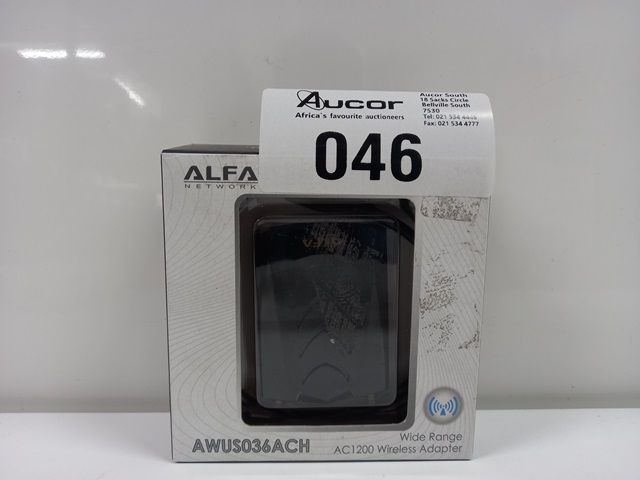 Aucor
Africa's favourite auctioneers
Aucor South
18 Sacks Circle
Bellville South
7530
Tel: 021 534 4446
Fax: 021 534 4777
046
ALFA
NETWORK
AWUS036ACH
Wide Range
AC1200 Wireless Adapter